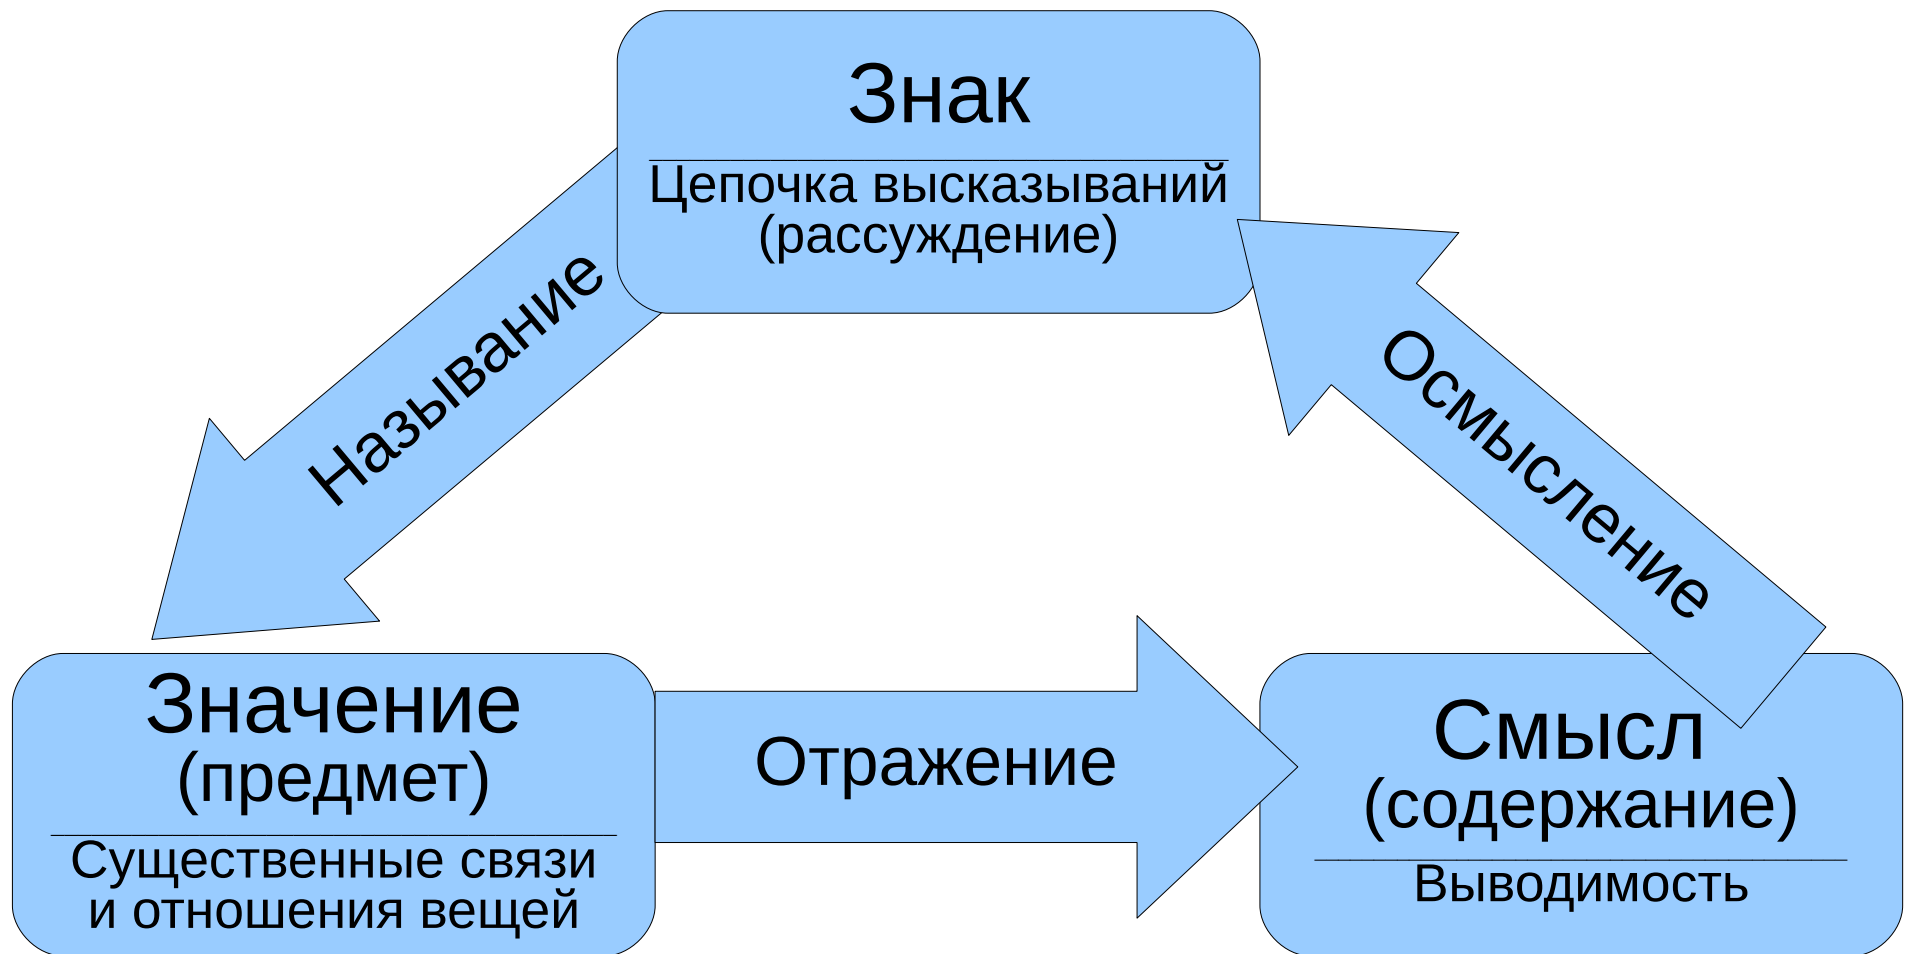 Знак
Цепочка высказываний
(рассуждение)
Называние
Осмысление
Значение
(предмет)
Существенные связи
и отношения вещей
Отражение
Смысл
(содержание)
Выводимость